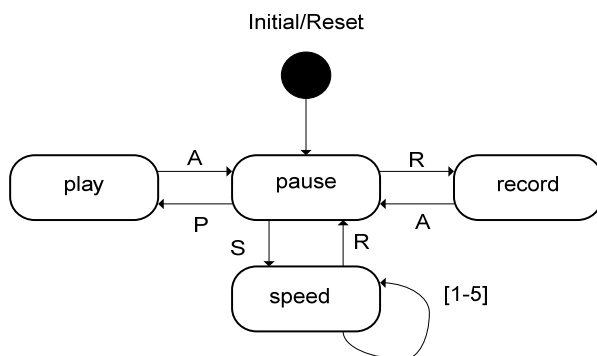 Initial/Reset
A
R
play
pause
record
P
A
S
R
speed
[1-5]